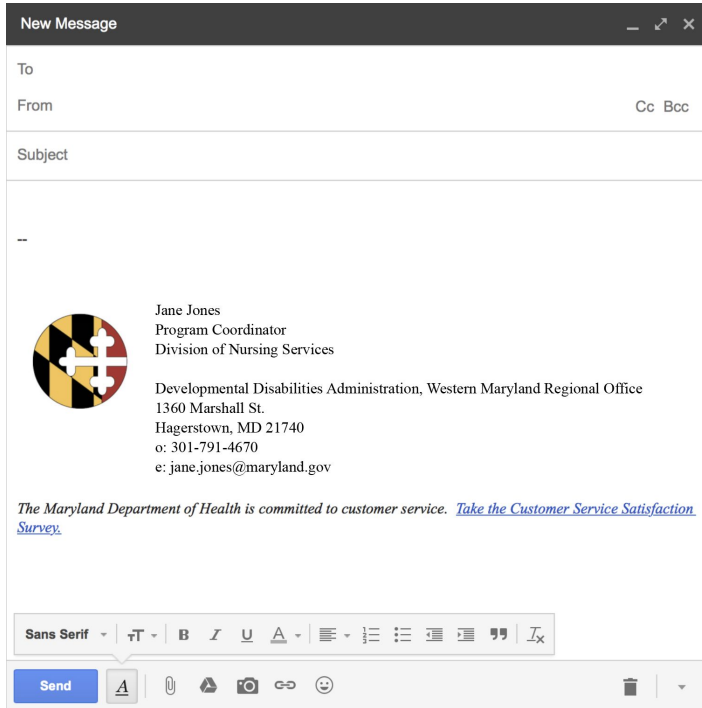 New Message
To
From Cc Bcc
Subject
--
Jane Jones
Program Coordinator
Division of Nursing Services
Developmental Disabilities Administration, Western Maryland Regional Office
1360 Marshall St.
Hagerstown, MD 21740
o: 301-791-4670
e: jane.jones@maryland.gov
The Maryland Department of Health is committed to customer service. Take the Customer Service Satisfaction
Survey.
Sans Serif TT B I U A
Send A